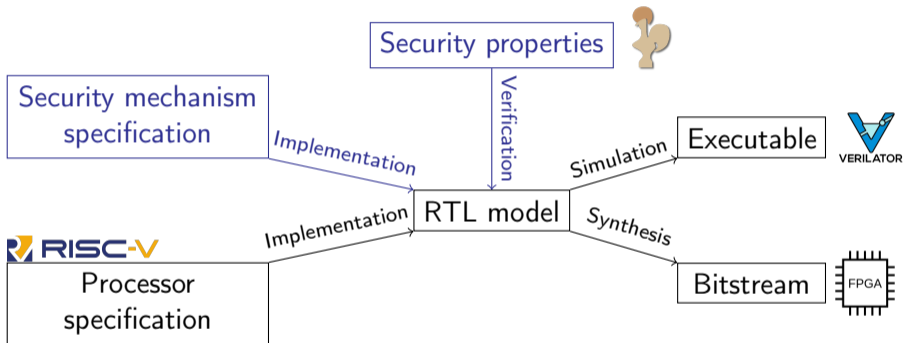 Security properties
Security mechanism
specification
Implementation
Verification
Simulation
Executable
VERILATOR
RTL model
Implementation
Synthesis
RISC-V
Processor
specification
Bitstream
FPGA